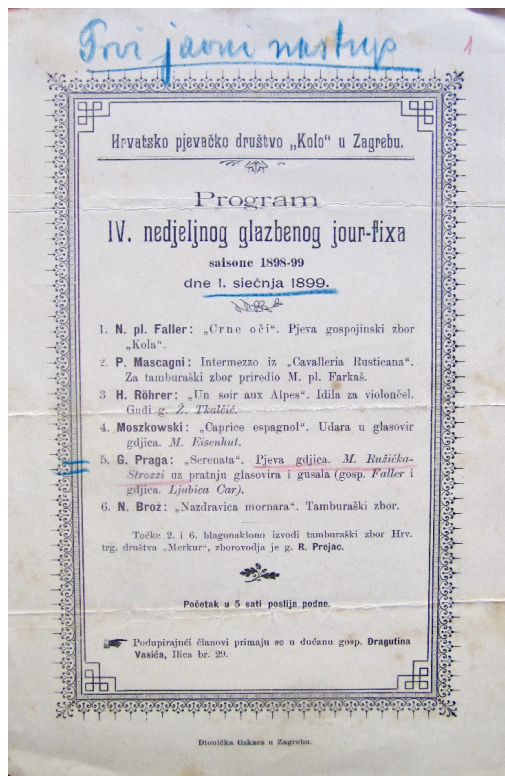 Prvi javni nastup
1
Hrvatsko pjevačko društvo „Kolo" u Zagrebu.
Program
IV. nedjeljnog glazbenog jour-fixa
saisone 1898-99
dne 1. siečnja 1899.
1. N. pl. Faller: „Crne oči". Pjeva gospojinski zbor
„Kola".
2. P. Mascagni: Intermezzo iz „Cavalleria Rusticana".
Za tamburaški zbor priredio M. pl. Farkaš.
3 H. Röhrer: „Un soir aux Alpes". Idila za violončel.
Gudi g. Ž. Tkalčić.
4. Moszkowski: „Caprice espagnol". Udara u glasovir
gdjica. M. Eisenhut.
5. G. Praga: „Serenata". Pjeva gdjica. M. Ružička-
Strozzi uz pratnju glasovira i gusala (gosp. Faller i
gdjica. Ljubica Car).
6. N. Brož: „Nazdravica mornara". Tamburaški zbor.
Točke 2. i 6. blagonaklono izvodi tamburaški zbor Hrv.
trg. društva „Merkur", zborovodja je g. R. Prejac.
Početak u 5 sati poslije podne.
Podupirajući članovi primaju se u dućanu gosp. Dragutina
Vasića, Ilica br. 29.
Dionička tiskara u Zagrebu.